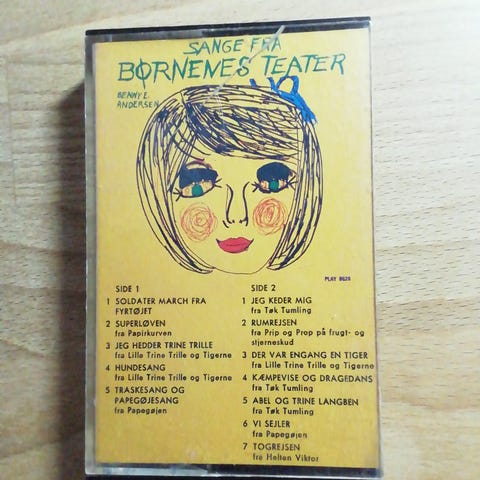 SANGE FRA
BØRNENES TEATER
BENNY E.
ANDERSEN
PLAY 8620
SIDE 1
1 SOLDATER MARCH FRA
FYRTØJET
2 SUPERLØVEN
fra Papirkurven
3 JEG HEDDER TRINE TRILLE
fra Lille Trine Trille og Tigerne
4 HUNDESANG
fra Lille Trine Trille og Tigerne
5 TRASKESANG OG
PAPEGØJESANG
fra Papegøjen
SIDE 2
1 JEG KEDER MIG
fra Tøk Tumling
2 RUMREJSEN
fra Prip og Prop på frugt- og
stjerneskud
3 DER VAR ENGANG EN TIGER
fra Lille Trine Trille og Tigerne
4 KÆMPEVISE OG DRAGEDANS
fra Tøk Tumling
5 ABEL OG TRINE LANGBEN
fra Tøk Tumling
6 VI SEJLER
fra Papegøjen
7 TOGREJSEN
fra Helten Viktor